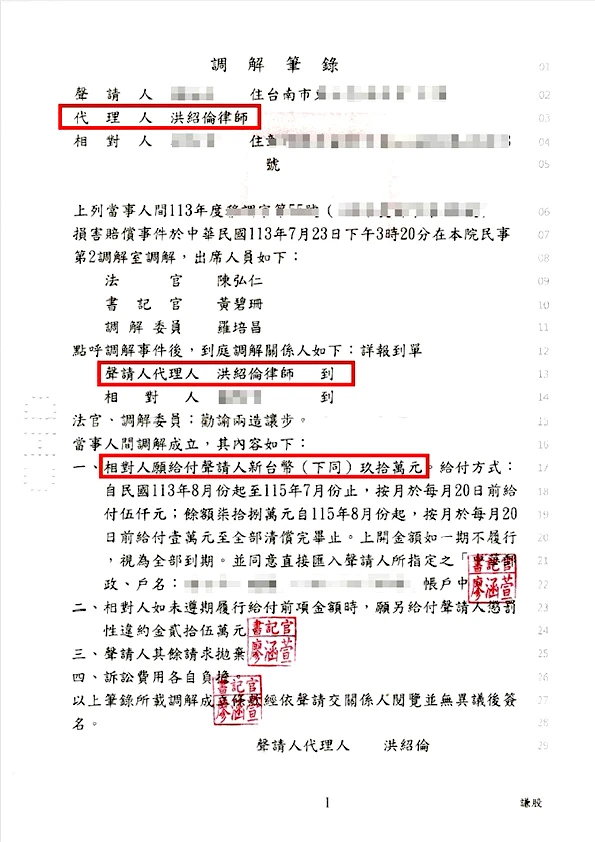 調解筆錄 01
聲請人 住台南市 02
代理人 洪紹倫律師 03
相對人 住 04
號 05
上列當事人間113年度 ( 06
損害賠償事件於中華民國113年7月23日下午3時20分在本院民事 07
第2調解室調解,出席人員如下: 08
法官 陳弘仁 09
書記官 黃碧珊 10
調解委員 羅培昌 11
點呼調解事件後,到庭調解關係人如下:詳報到單 12
聲請人代理人 洪紹倫律師 到 13
相對人 到 14
法官、調解委員:勸諭兩造讓步。 15
當事人間調解成立,其內容如下: 16
一、相對人願給付聲請人新台幣(下同)玖拾萬元。給付方式: 17
自民國113年8月份起至115年7月份止,按月於每月20日前給 18
付伍仟元;餘額柒拾捌萬元自115年8月份起,按月於每月20 19
日前給付壹萬元至全部清償完畢止。上開金額如一期不履行 20
,視為全部到期。並同意直接匯入聲請人所指定之「 21
政、戶名: 帳戶中 22
書記官
廖涵萱
二、相對人如未遵期履行給付前項金額時,願另給付聲請人懲罰 23
性違約金貳拾伍萬元 24
書記官
廖涵萱
三、聲請人其餘請求拋棄 25
四、訴訟費用各自負擔。 26
書記官
廖涵萱
以上筆錄所載調解成立條款經依聲請交關係人閱覽並無異議後簽 27
名。 28
聲請人代理人 洪紹倫 29
1
謙股